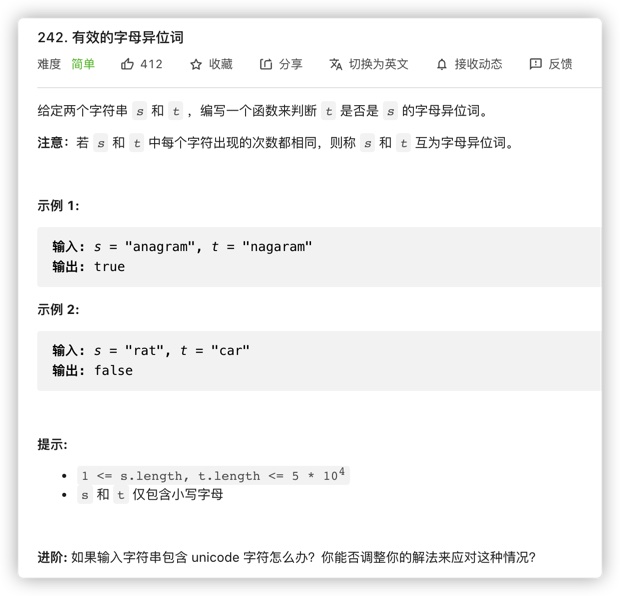 242. 有效的字母异位词
难度 简单 412 收藏 分享 切换为英文 接收动态 反馈
给定两个字符串 s 和 t ，编写一个函数来判断 t 是否是 s 的字母异位词。
注意：若 s 和 t 中每个字符出现的次数都相同，则称 s 和 t 互为字母异位词。
示例 1:
输入: s = "anagram", t = "nagaram"
输出: true
示例 2:
输入: s = "rat", t = "car"
输出: false
提示:
1 <= s.length, t.length <= 5 * 10⁴
s 和 t 仅包含小写字母
进阶: 如果输入字符串包含 unicode 字符怎么办？你能否调整你的解法来应对这种情况？